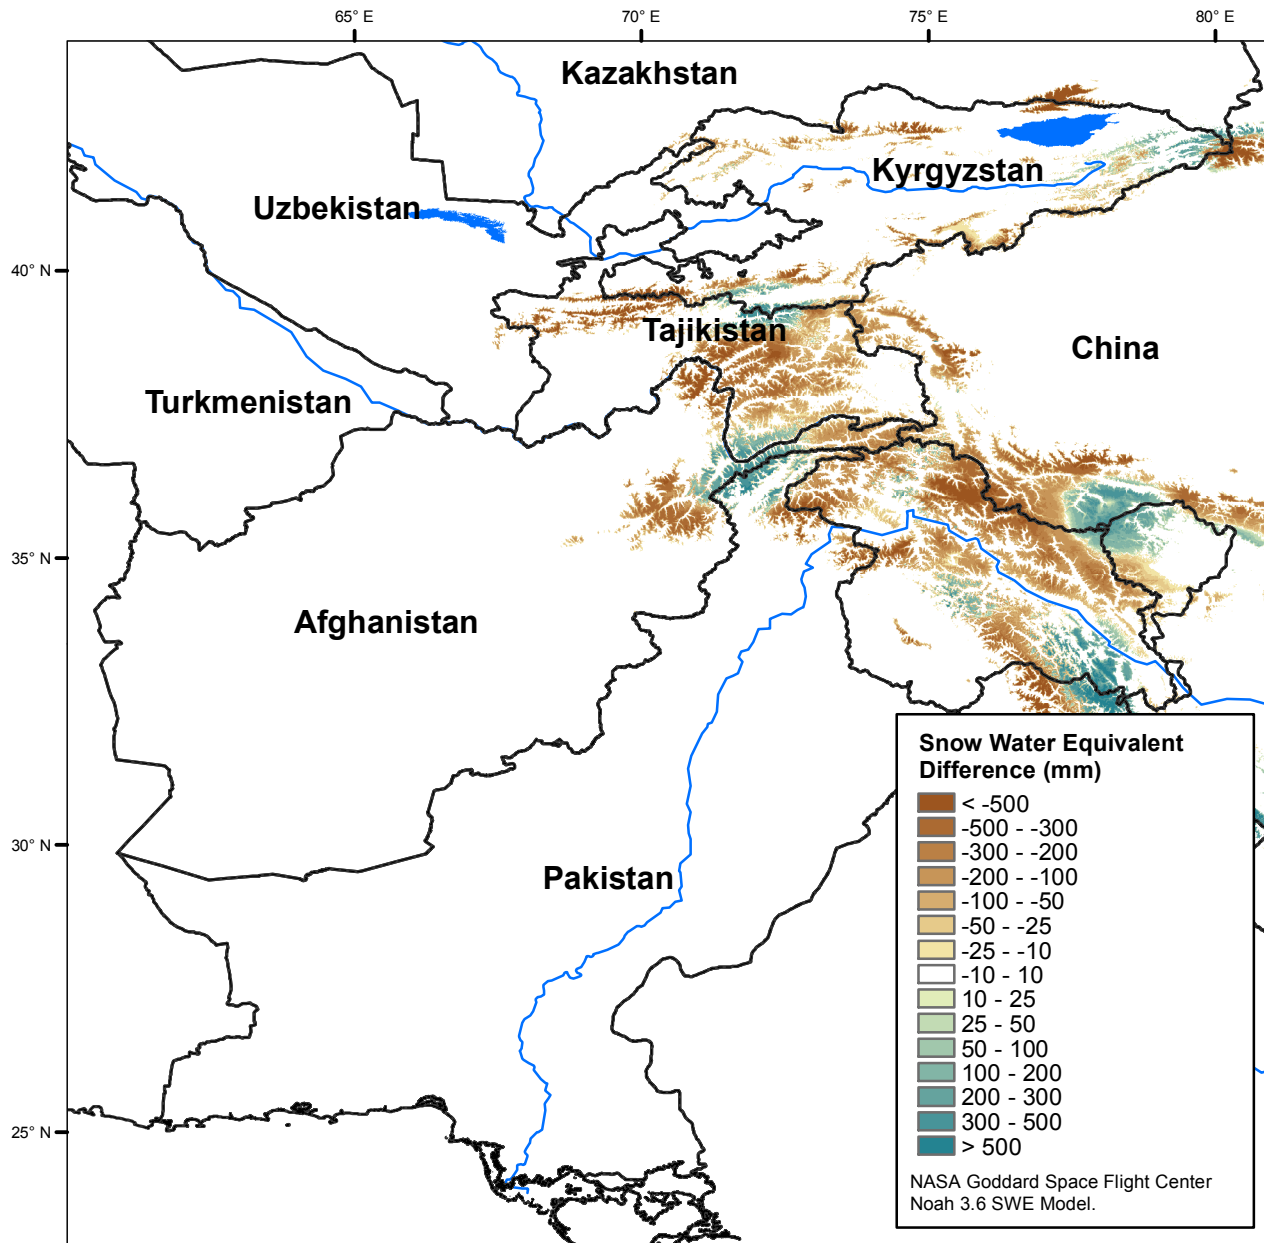 65° E 70° E 75° E 80° E
Kazakhstan
Kyrgyzstan
Uzbekistan
40° N
Tajikistan
China
Turkmenistan
35° N
Afghanistan
Snow Water Equivalent
Difference (mm)
< -500
-500 - -300
-300 - -200
-200 - -100
-100 - -50
-50 - -25
-25 - -10
-10 - 10
10 - 25
25 - 50
50 - 100
100 - 200
200 - 300
300 - 500
> 500
NASA Goddard Space Flight Center
Noah 3.6 SWE Model.
30° N
Pakistan
25° N